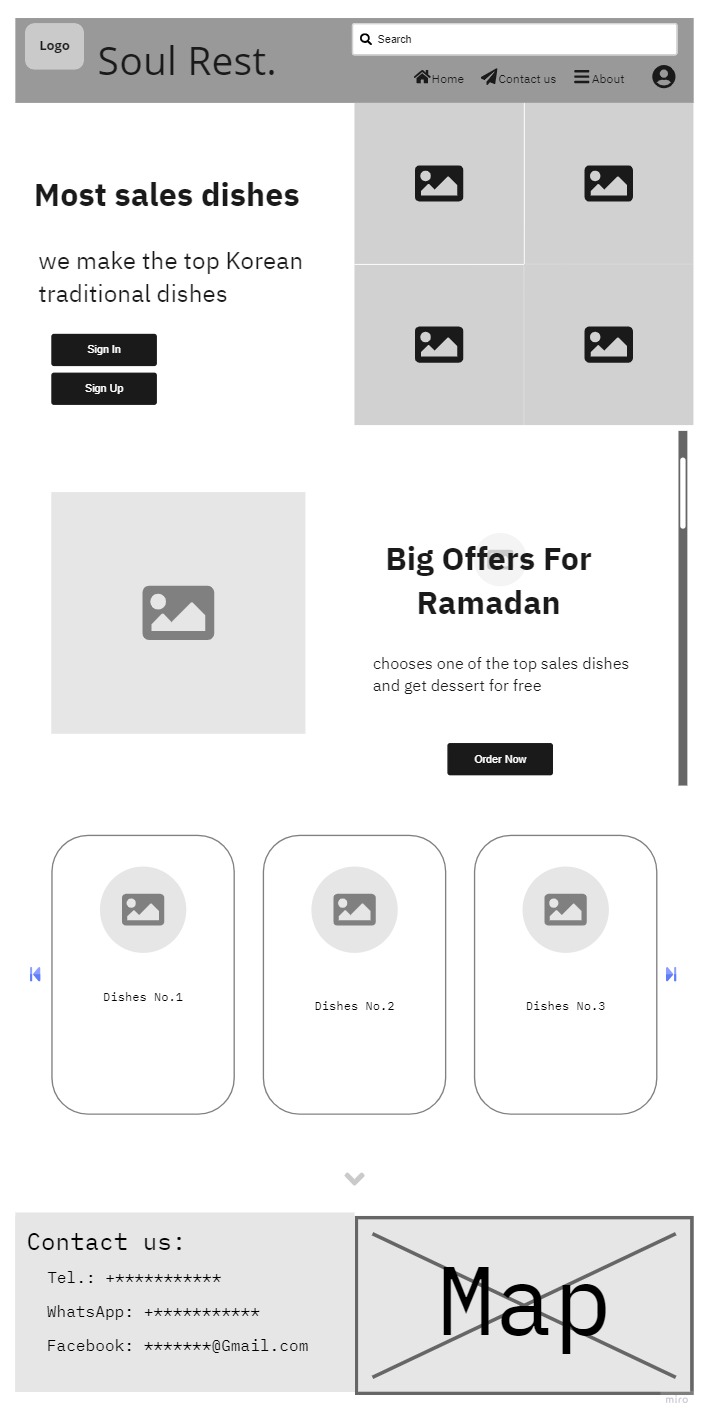 Logo
Soul Rest.
Search
Home
Contact us
About
Most sales dishes
we make the top Korean
traditional dishes
Sign In
Sign Up
Big Offers For
Ramadan
chooses one of the top sales dishes
and get dessert for free
Order Now
Dishes No.1
Dishes No.2
Dishes No.3
Contact us:
Tel.: +***********
WhatsApp: +************
Facebook: *******@Gmail.com
Map
miro